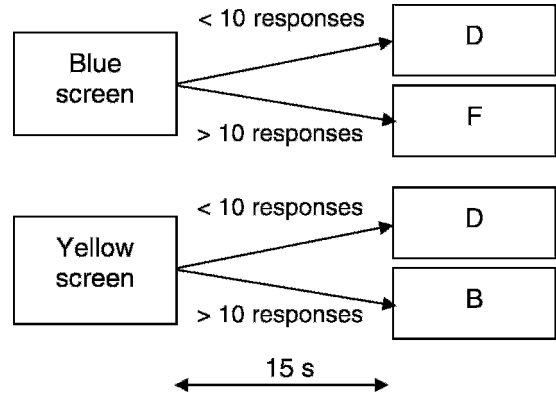 < 10 responses
D
Blue
screen
F
> 10 responses
< 10 responses
D
Yellow
screen
B
> 10 responses
15 s